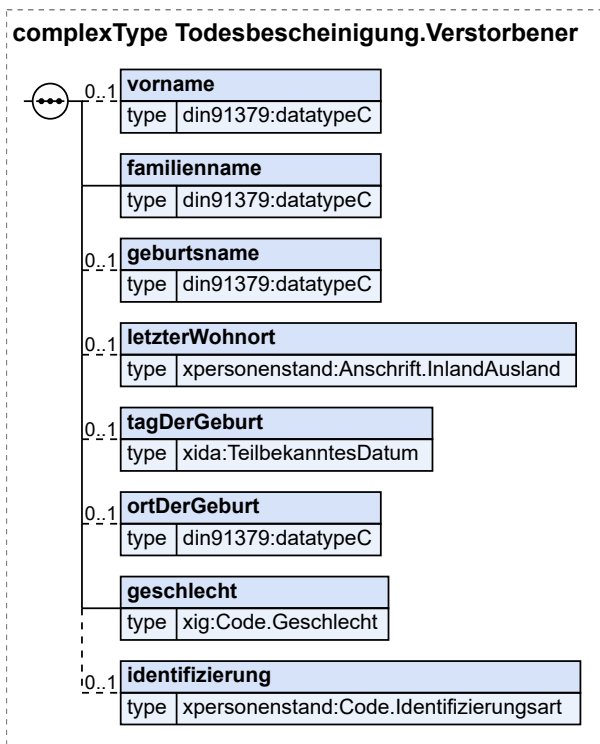 complexType Todesbescheinigung.Verstorbener
0..1 vorname
type din91379:datatypeC
familienname
type din91379:datatypeC
0..1 geburtsname
type din91379:datatypeC
0..1 letzterWohnort
type xpersonenstand:Anschrift.InlandAusland
0..1 tagDerGeburt
type xida:TeilbekanntesDatum
0..1 ortDerGeburt
type din91379:datatypeC
geschlecht
type xig:Code.Geschlecht
0..1 identifizierung
type xpersonenstand:Code.Identifizierungsart